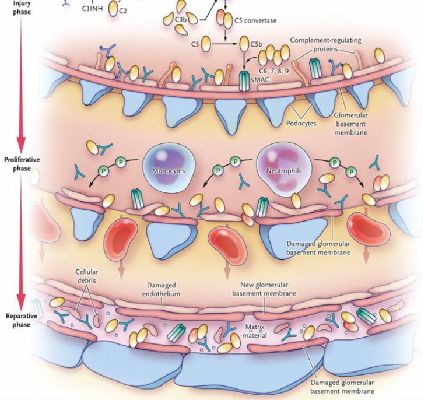 Injury
phase
C1INH
C2
C3b
C5 convertase
C5
C5b
C6, 7, 8, 9
sMAC
Complement-regulating
proteins
Podocytes
Glomerular
basement
membrane
Proliferative
phase
P
P
P
P
P
P
P
P
Monocytes
Neutrophils
Damaged glomerular
basement membrane
Cellular
debris
Damaged
endothelium
New glomerular
basement membrane
Reparative
phase
Matrix
material
Damaged glomerular
basement membrane